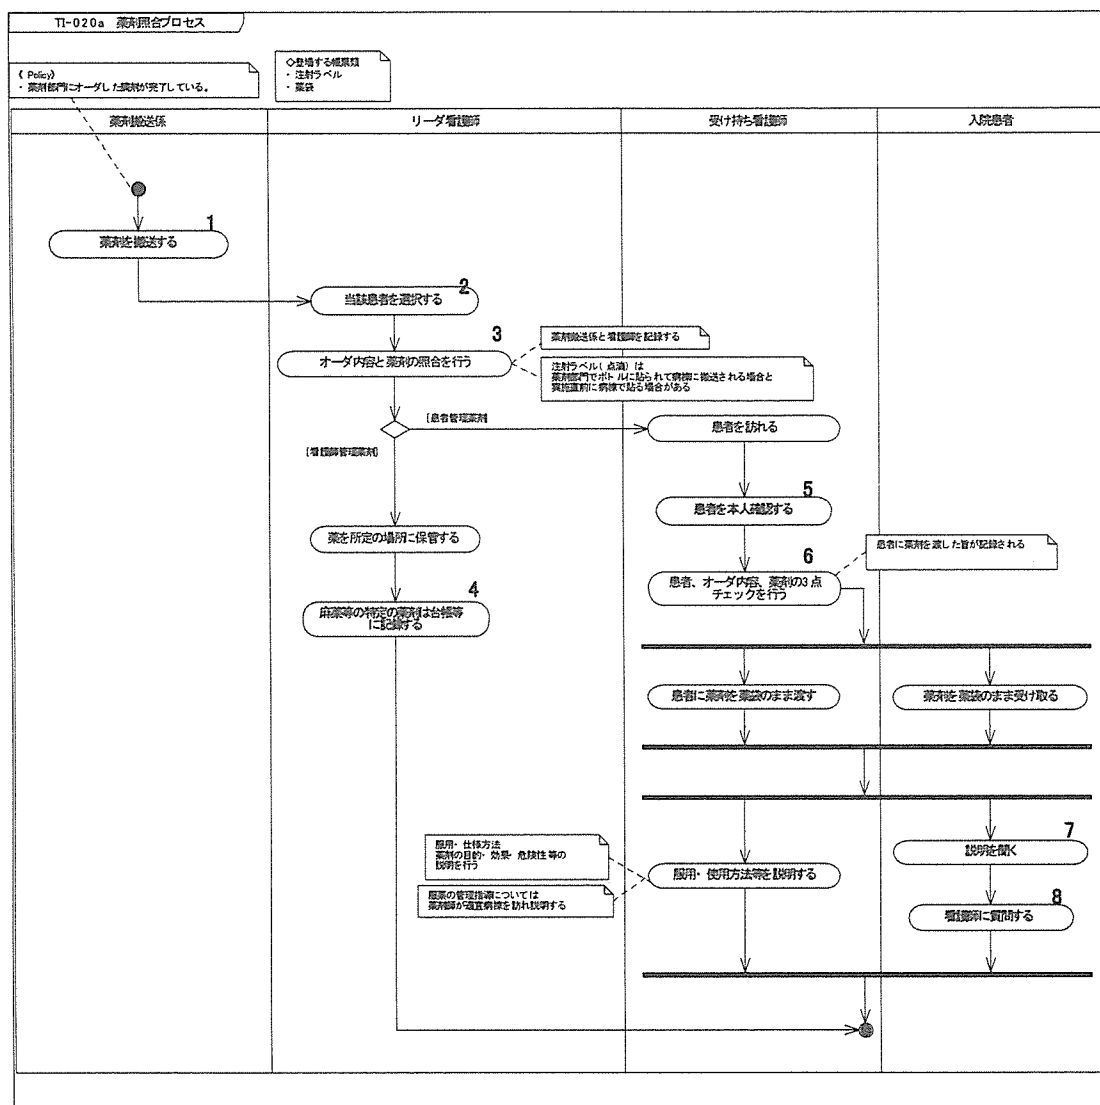 TI-020a 薬剤照合プロセス
《 Policy》
・ 薬剤部門にオーダした調剤が完了している。
◇登場する帳票類
・ 注射ラベル
・ 薬袋
薬剤搬送係
リーダ看護師
受け持ち看護師
入院患者
1
薬剤を搬送する
2
当該患者を選択する
3
オーダ内容と薬剤の照合を行う
薬剤搬送係と看護師を記録する
注射ラベル( 点滴) は
薬剤部門でボトルに貼られて病棟に搬送される場合と
実施直前に病棟で貼る場合がある
[患者管理薬剤]
[看護師管理薬剤]
患者を訪れる
5
患者を本人確認する
薬を所定の場所に保管する
6
患者、オーダ内容、薬剤の3点
チェックを行う
患者に薬剤を渡した旨が記録される
4
麻薬等の特定の薬剤は台帳等
に記録する
患者に薬剤を薬袋のまま渡す
薬剤を薬袋のまま受け取る
7
説明を聞く
服用・ 仕様方法
薬剤の目的・ 効果・ 危険性等の
説明を行う
服用・ 使用方法等を説明する
服薬の管理指導については
薬剤師が適宜病棟を訪れ説明する
8
看護師に質問する